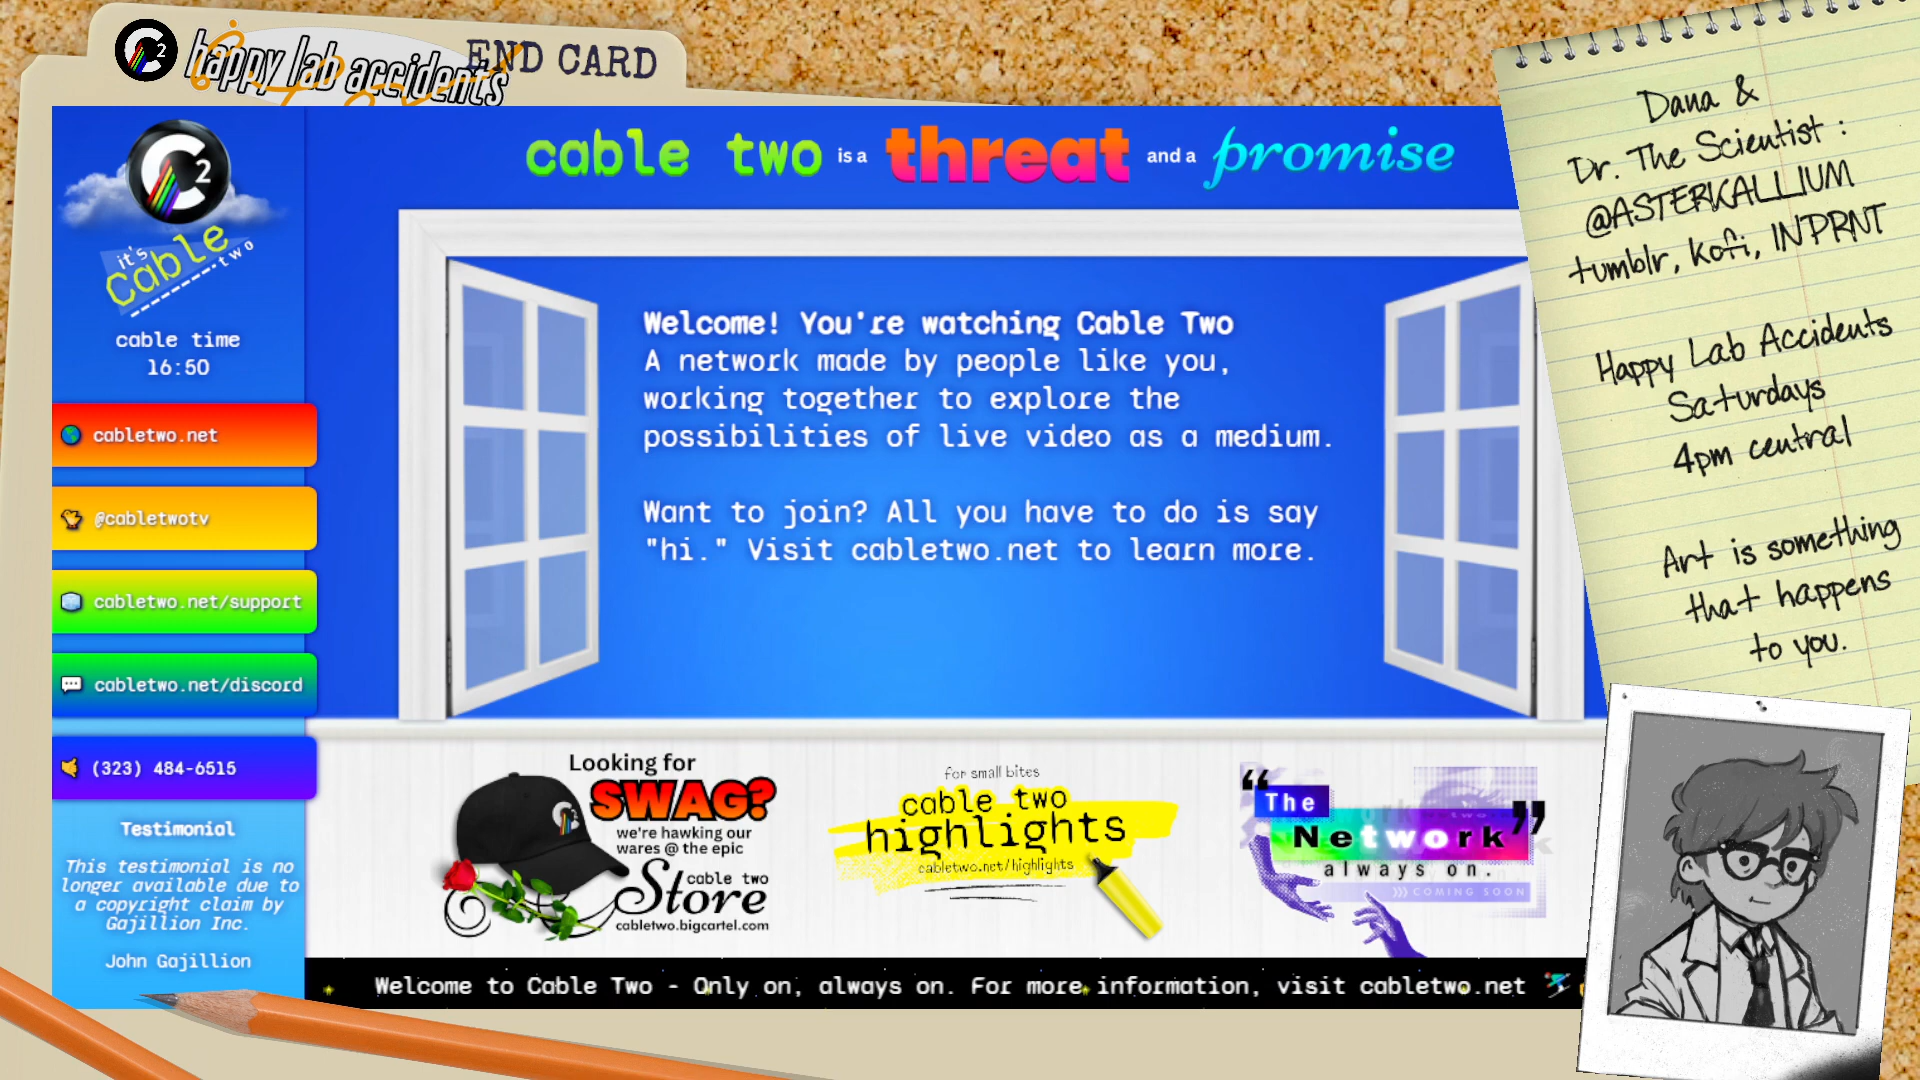 happy lab accidents
END CARD
C2
it's
cable
two
cable time
16:50
cabletwo.net
@cabletwotv
cabletwo.net/support
cabletwo.net/discord
(323) 484-6515
Testimonial
This testimonial is no
longer available due to
a copyright claim by
Gajillion Inc.
John Gajillion
cable two is a threat and a promise
Welcome! You're watching Cable Two
A network made by people like you,
working together to explore the
possibilities of live video as a medium.
Want to join? All you have to do is say
"hi." Visit cabletwo.net to learn more.
Looking for
SWAG?
we're hawking our
wares @ the epic
cable two
Store
cabletwo.bigcartel.com
for small bites
cable two
highlights
cabletwo.net/highlights
“The
Network”
always on.
COMING SOON
Welcome to Cable Two - Only on, always on. For more information, visit cabletwo.net
Dana &
Dr. The Scientist :
@ASTERKALLIUM
tumblr, kofi, INPRNT
Happy Lab Accidents
Saturdays
4pm central
Art is something
that happens
to you.